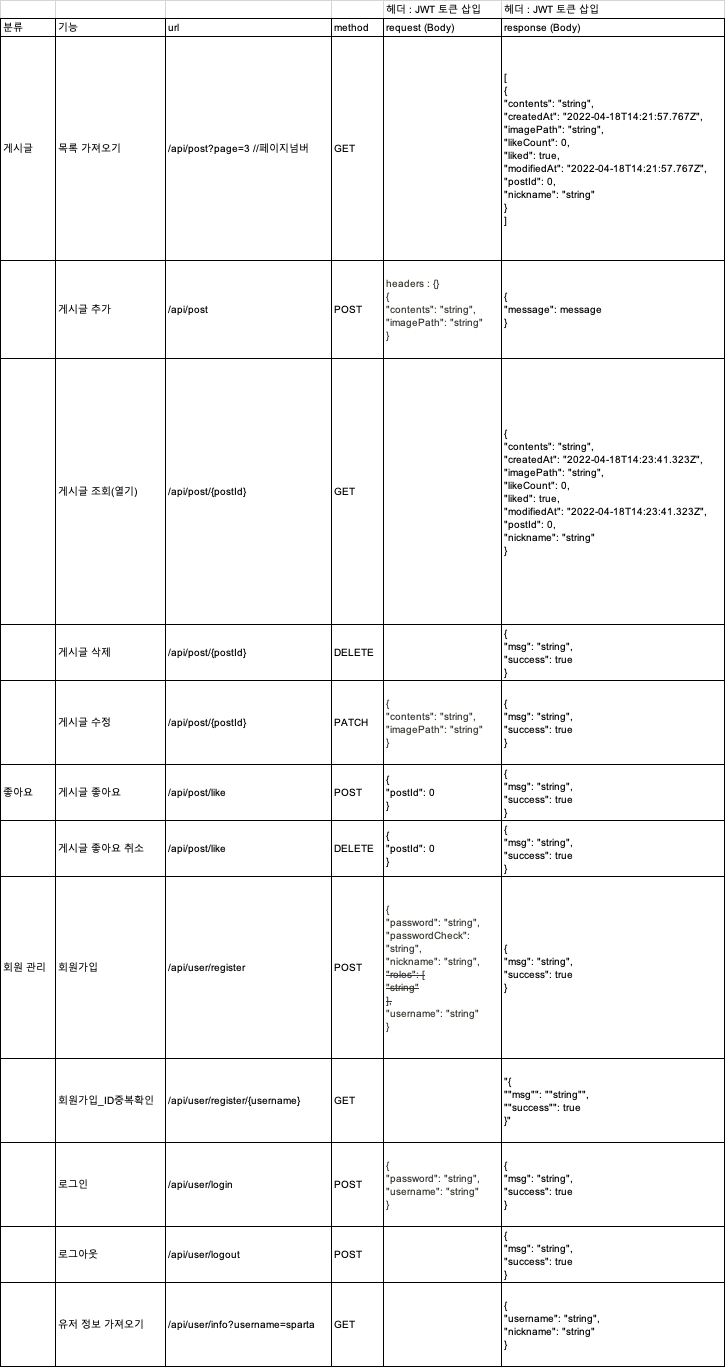 헤더 : JWT 토큰 삽입
헤더 : JWT 토큰 삽입
분류
기능
url
method
request (Body)
response (Body)
게시글
목록 가져오기
/api/post?page=3 //페이지넘버
GET
[
{
"contents": "string",
"createdAt": "2022-04-18T14:21:57.767Z",
"imagePath": "string",
"likeCount": 0,
"liked": true,
"modifiedAt": "2022-04-18T14:21:57.767Z",
"postId": 0,
"nickname": "string"
}
]
게시글 추가
/api/post
POST
headers : {}
{
"contents": "string",
"imagePath": "string"
}
{
"message": message
}
게시글 조회(열기)
/api/post/{postId}
GET
{
"contents": "string",
"createdAt": "2022-04-18T14:23:41.323Z",
"imagePath": "string",
"likeCount": 0,
"liked": true,
"modifiedAt": "2022-04-18T14:23:41.323Z",
"postId": 0,
"nickname": "string"
}
게시글 삭제
/api/post/{postId}
DELETE
{
"msg": "string",
"success": true
}
게시글 수정
/api/post/{postId}
PATCH
{
"contents": "string",
"imagePath": "string"
}
{
"msg": "string",
"success": true
}
좋아요
게시글 좋아요
/api/post/like
POST
{
"postId": 0
}
{
"msg": "string",
"success": true
}
게시글 좋아요 취소
/api/post/like
DELETE
{
"postId": 0
}
{
"msg": "string",
"success": true
}
회원 관리
회원가입
/api/user/register
POST
{
"password": "string",
"passwordCheck":
"string",
"nickname": "string",
"roles": [
"string"
],
"username": "string"
}
{
"msg": "string",
"success": true
}
회원가입_ID중복확인
/api/user/register/{username}
GET
"{
""msg"": ""string"",
""success"": true
}"
로그인
/api/user/login
POST
{
"password": "string",
"username": "string"
}
{
"msg": "string",
"success": true
}
로그아웃
/api/user/logout
POST
{
"msg": "string",
"success": true
}
유저 정보 가져오기
/api/user/info?username=sparta
GET
{
"username": "string",
"nickname": "string"
}